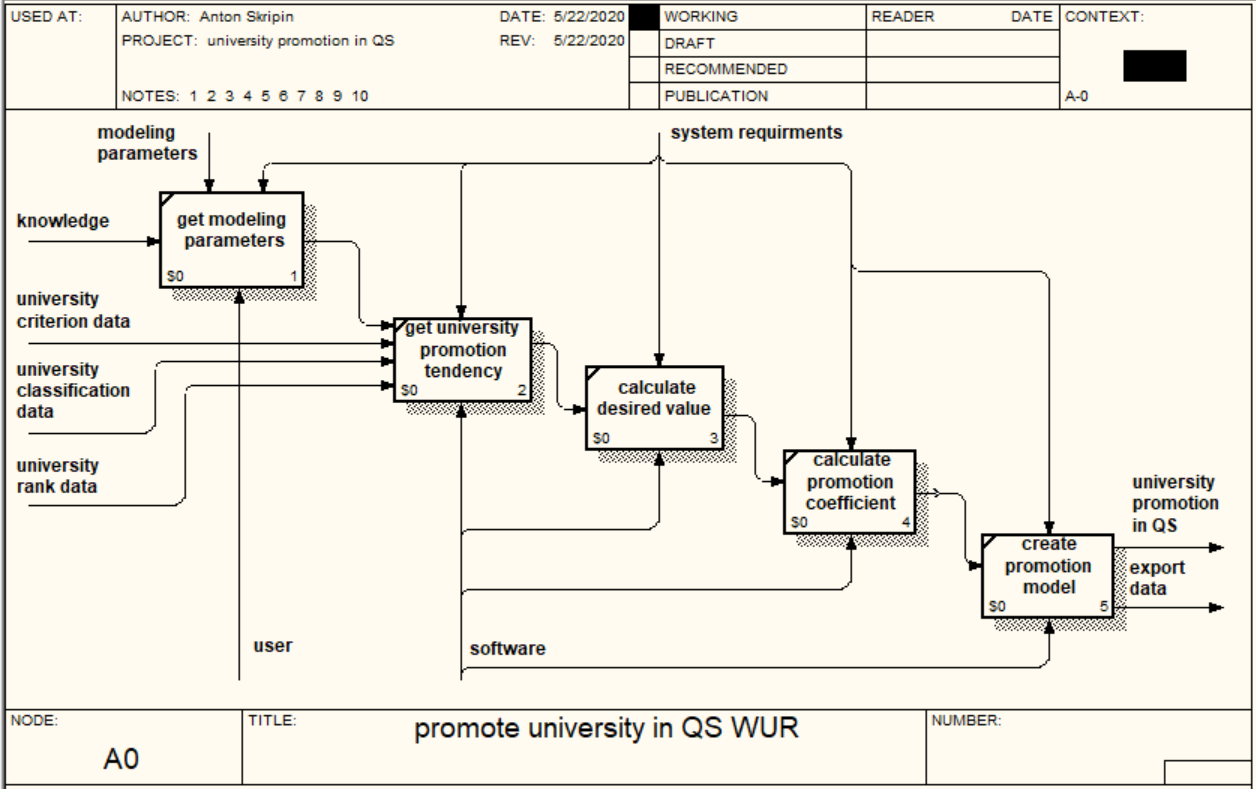 USED AT:
AUTHOR: Anton Skripin
DATE: 5/22/2020
PROJECT: university promotion in QS
REV: 5/22/2020
NOTES: 1 2 3 4 5 6 7 8 9 10
WORKING
DRAFT
RECOMMENDED
PUBLICATION
READER
DATE
CONTEXT:
A-0
modeling
parameters
system requirments
knowledge
get modeling
parameters
$0
1
university
criterion data
get university
promotion
tendency
$0
2
university
classification
data
calculate
desired value
$0
3
university
rank data
calculate
promotion
coefficient
$0
4
university
promotion
in QS
create
promotion
model
$0
5
export
data
user
software
NODE:
A0
TITLE:
promote university in QS WUR
NUMBER: